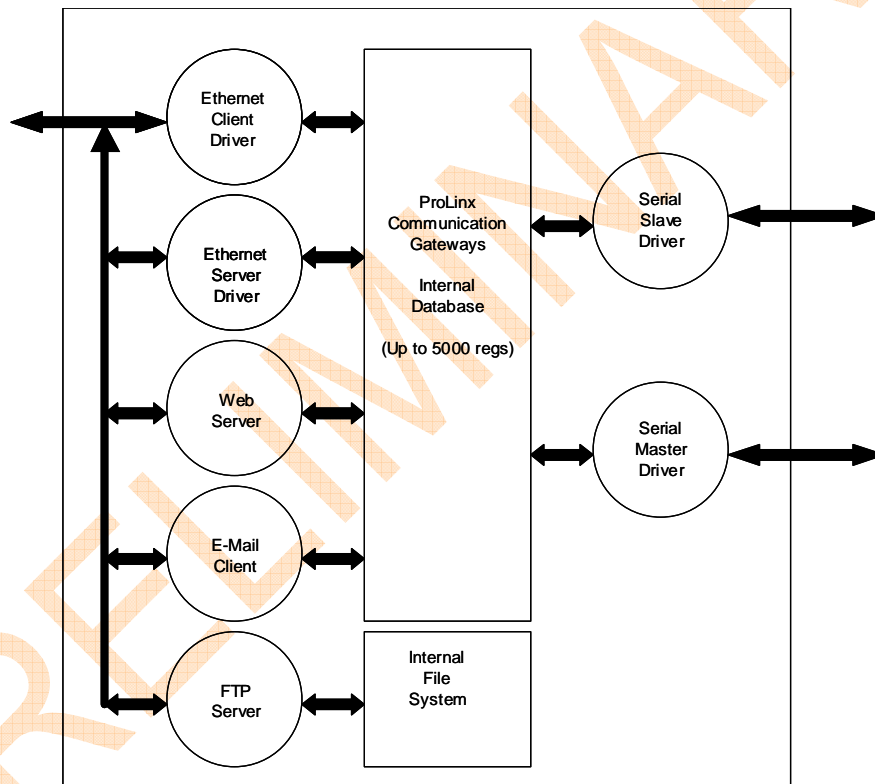 Ethernet
Client
Driver
Ethernet
Server
Driver
Web
Server
E-Mail
Client
FTP
Server
ProLinx
Communication
Gateways
Internal
Database
(Up to 5000 regs)
Internal
File
System
Serial
Slave
Driver
Serial
Master
Driver
RELIMINAR